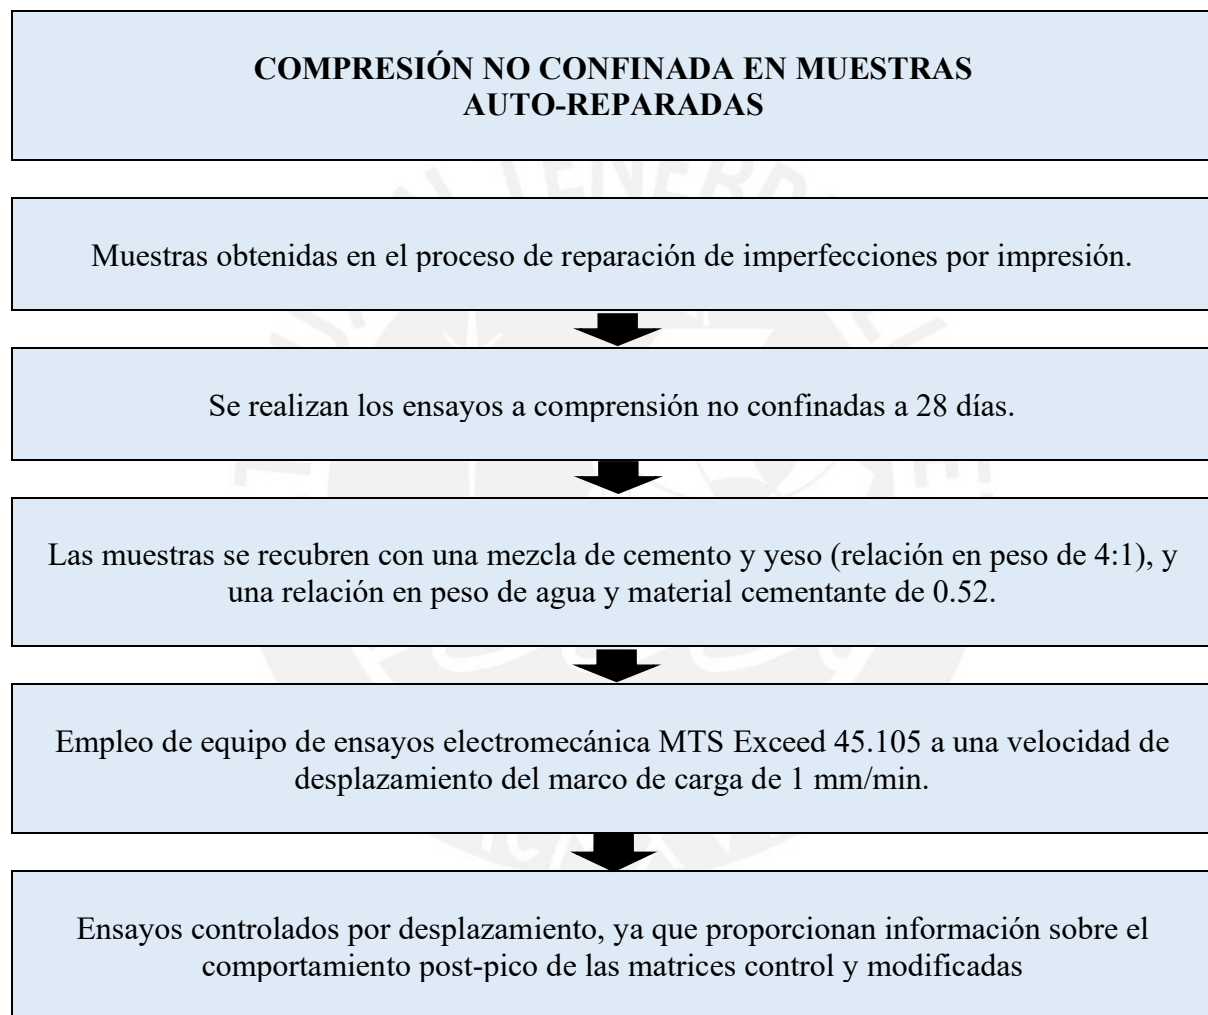 COMPRESIÓN NO CONFINADA EN MUESTRAS
AUTO-REPARADAS
Muestras obtenidas en el proceso de reparación de imperfecciones por impresión.
Se realizan los ensayos a comprensión no confinadas a 28 días.
Las muestras se recubren con una mezcla de cemento y yeso (relación en peso de 4:1), y
una relación en peso de agua y material cementante de 0.52.
Empleo de equipo de ensayos electromecánica MTS Exceed 45.105 a una velocidad de
desplazamiento del marco de carga de 1 mm/min.
Ensayos controlados por desplazamiento, ya que proporcionan información sobre el
comportamiento post-pico de las matrices control y modificadas